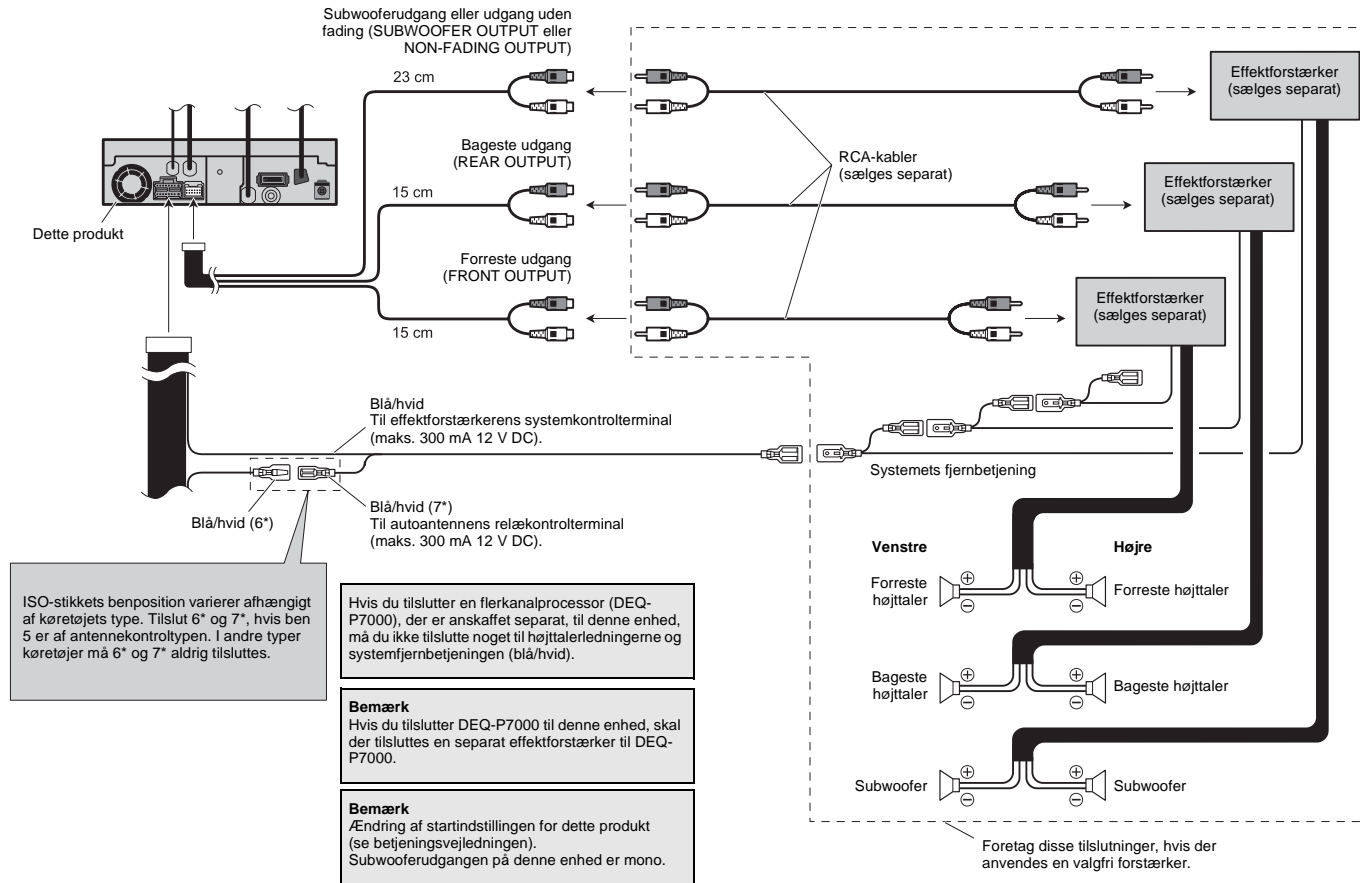 Subwooferudgang eller udgang uden
fading (SUBWOOFER OUTPUT eller
NON-FADING OUTPUT)
23 cm
Effektforstærker
(sælges separat)
Bageste udgang
(REAR OUTPUT)
15 cm
RCA-kabler
(sælges separat)
Effektforstærker
(sælges separat)
Dette produkt
Forreste udgang
(FRONT OUTPUT)
15 cm
Effektforstærker
(sælges separat)
Blå/hvid
Til effektforstærkerens systemkontrolterminal
(maks. 300 mA 12 V DC).
Systemets fjernbetjening
Blå/hvid (6*)
Blå/hvid (7*)
Til autoantennens relækontrolterminal
(maks. 300 mA 12 V DC).
ISO-stikkets benposition varierer afhængigt
af køretøjets type. Tilslut 6* og 7*, hvis ben
5 er af antennekontroltypen. I andre typer
køretøjer må 6* og 7* aldrig tilsluttes.
Hvis du tilslutter en flerkanalprocessor (DEQ-
P7000), der er anskaffet separat, til denne enhed,
må du ikke tilslutte noget til højttalerledningerne og
systemfjernbetjeningen (blå/hvid).
Bemærk
Hvis du tilslutter DEQ-P7000 til denne enhed, skal
der tilsluttes en separat effektforstærker til DEQ-
P7000.
Bemærk
Ændring af startindstillingen for dette produkt
(se betjeningsvejledningen).
Subwooferudgangen på denne enhed er mono.
Venstre
Højre
Forreste
højttaler
+
−
+
−
Forreste højttaler
Bageste
højttaler
+
−
+
−
Bageste højttaler
Subwoofer
+
−
+
−
Subwoofer
Foretag disse tilslutninger, hvis der
anvendes en valgfri forstærker.